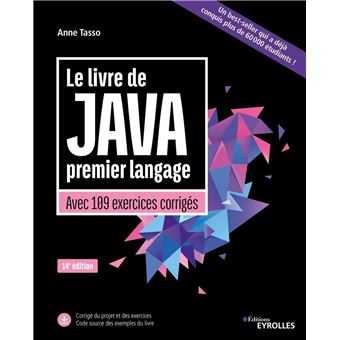 Anne Tasso
Un best-seller qui a déjà
conquis plus de 60 000 étudiants !
Le livre de
JAVA
premier langage
Avec 109 exercices corrigés
14e édition
Corrigé du projet et des exercices
Code source des exemples du livre
Éditions
EYROLLES